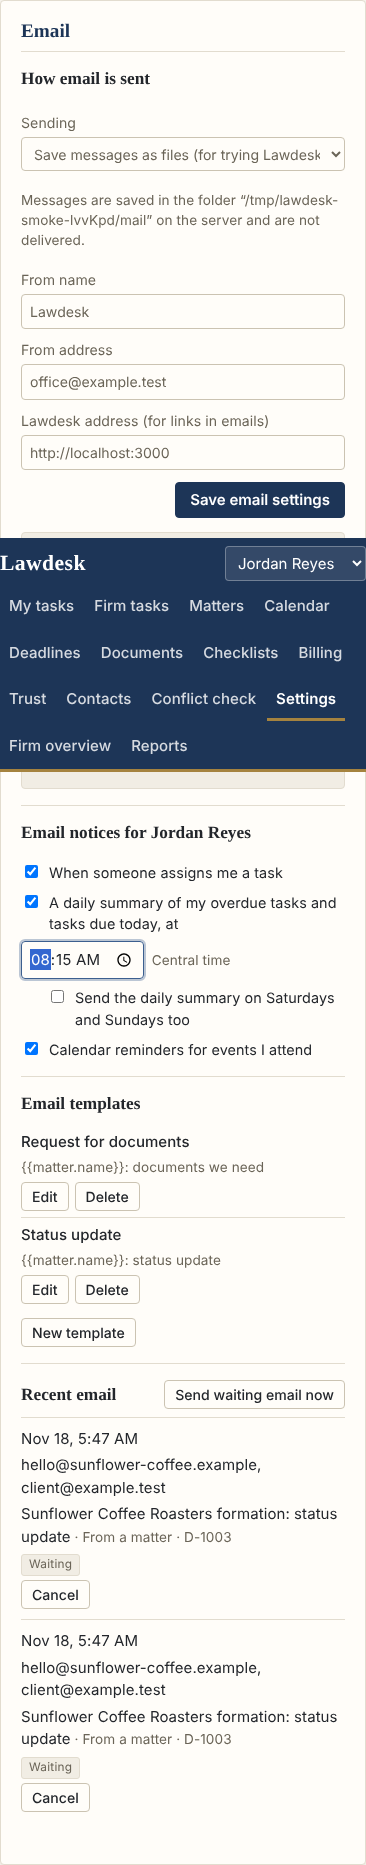 Email
How email is sent
Sending
Save messages as files (for trying Lawdesk
Messages are saved in the folder “/tmp/lawdesk-
smoke-lvvKpd/mail” on the server and are not
delivered.
From name
Lawdesk
From address
office@example.test
Lawdesk address (for links in emails)
http://localhost:3000
Save email settings
Lawdesk
Jordan Reyes
My tasks Firm tasks Matters Calendar
Deadlines Documents Checklists Billing
Trust Contacts Conflict check Settings
Firm overview Reports
Email notices for Jordan Reyes
When someone assigns me a task
A daily summary of my overdue tasks and
tasks due today, at
08:15 AM Central time
Send the daily summary on Saturdays
and Sundays too
Calendar reminders for events I attend
Email templates
Request for documents
{{matter.name}}: documents we need
Edit Delete
Status update
{{matter.name}}: status update
Edit Delete
New template
Recent email Send waiting email now
Nov 18, 5:47 AM
hello@sunflower-coffee.example,
client@example.test
Sunflower Coffee Roasters formation: status
update · From a matter · D-1003
Waiting
Cancel
Nov 18, 5:47 AM
hello@sunflower-coffee.example,
client@example.test
Sunflower Coffee Roasters formation: status
update · From a matter · D-1003
Waiting
Cancel